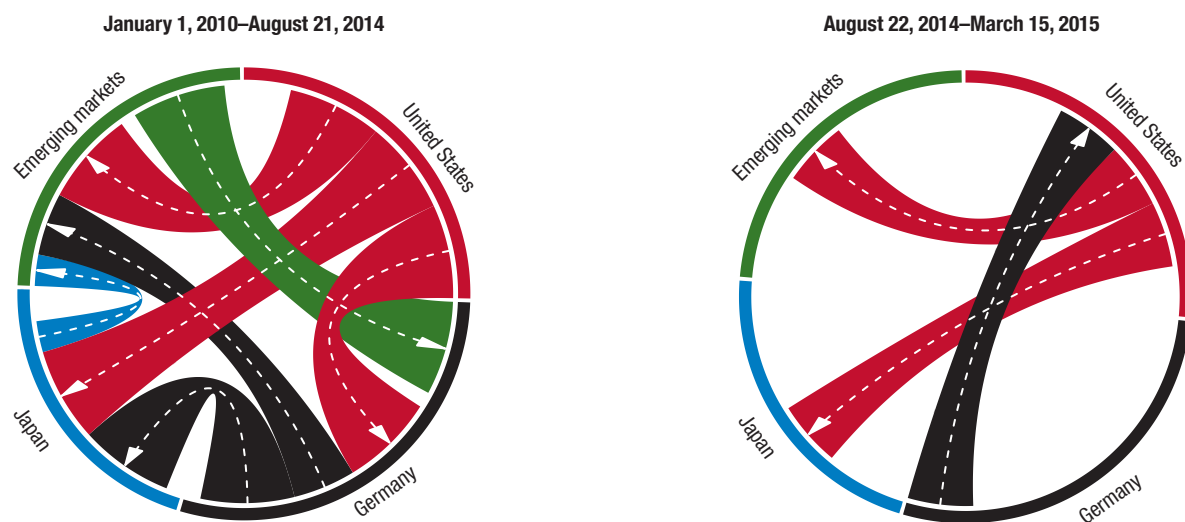 January 1, 2010–August 21, 2014
Emerging markets
United States
Japan
Germany
August 22, 2014–March 15, 2015
Emerging markets
United States
Japan
Germany